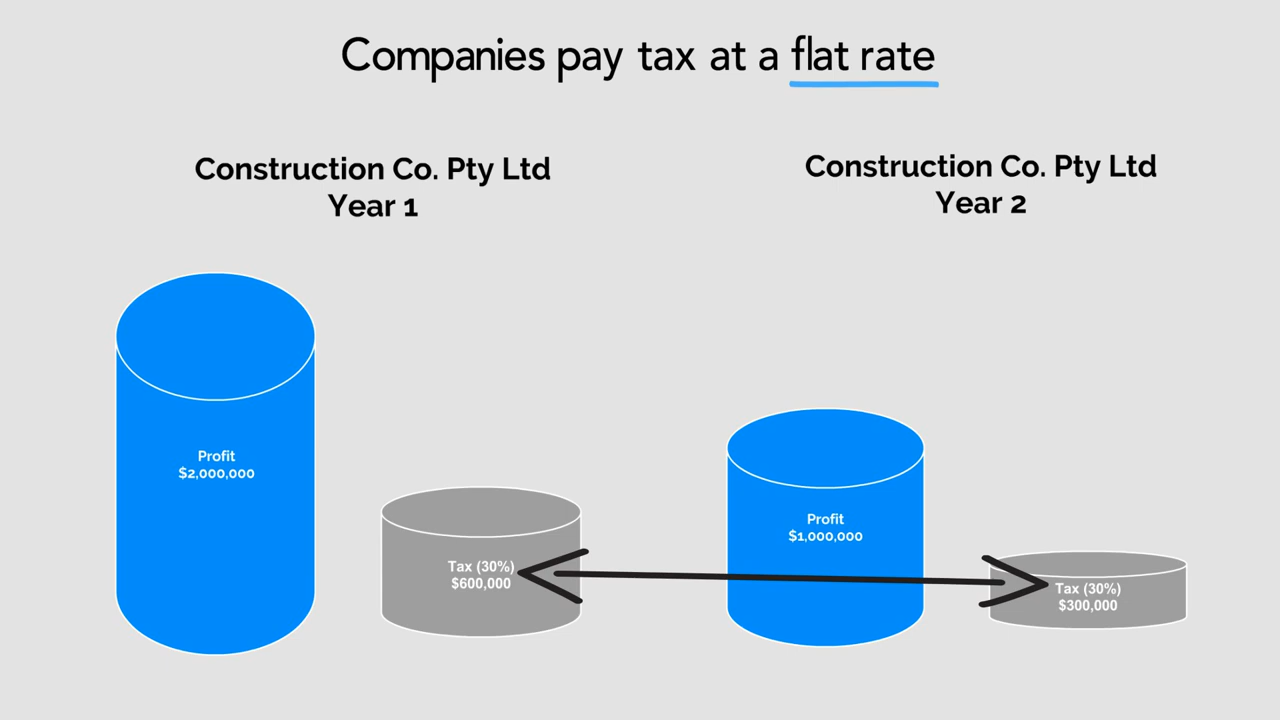 Companies pay tax at a flat rate
Construction Co. Pty Ltd
Year 1
Construction Co. Pty Ltd
Year 2
Profit
$2,000,000
Tax (30%)
$600,000
Profit
$1,000,000
Tax (30%)
$300,000